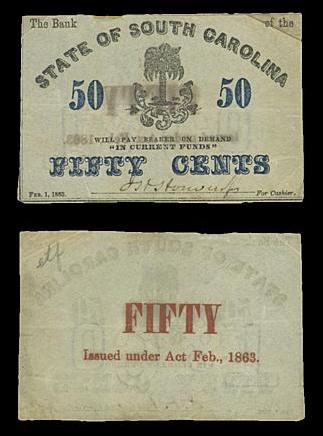 The Bank of the
STATE OF SOUTH CAROLINA
50 50
WILL PAY BEARER ON DEMAND
"IN CURRENT FUNDS"
FIFTY CENTS
FEB. 1, 1863.
For Cashier.
FIFTY
Issued under Act Feb., 1863.